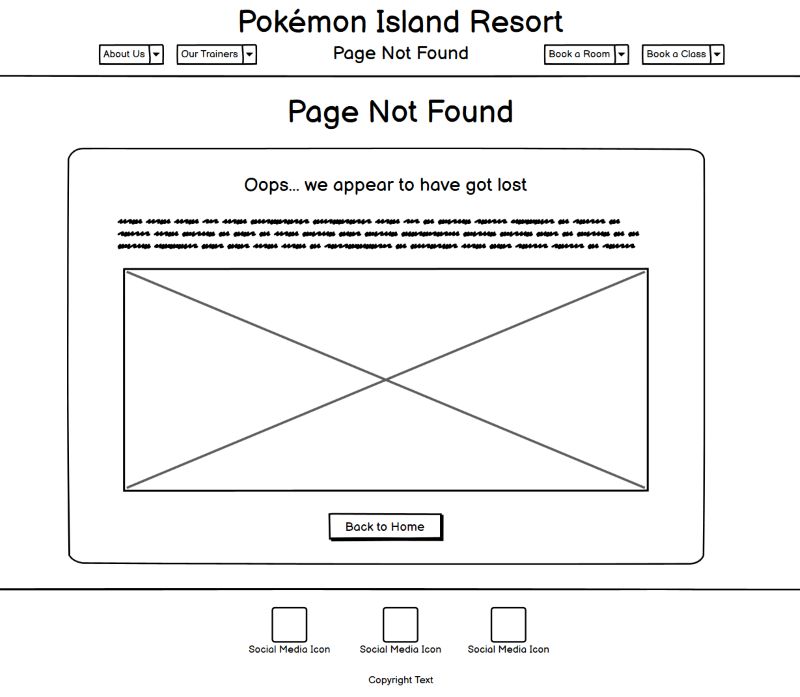 Pokémon Island Resort
About Us Our Trainers Page Not Found Book a Room Book a Class
Page Not Found
Oops... we appear to have got lost
Back to Home
Social Media Icon Social Media Icon Social Media Icon
Copyright Text